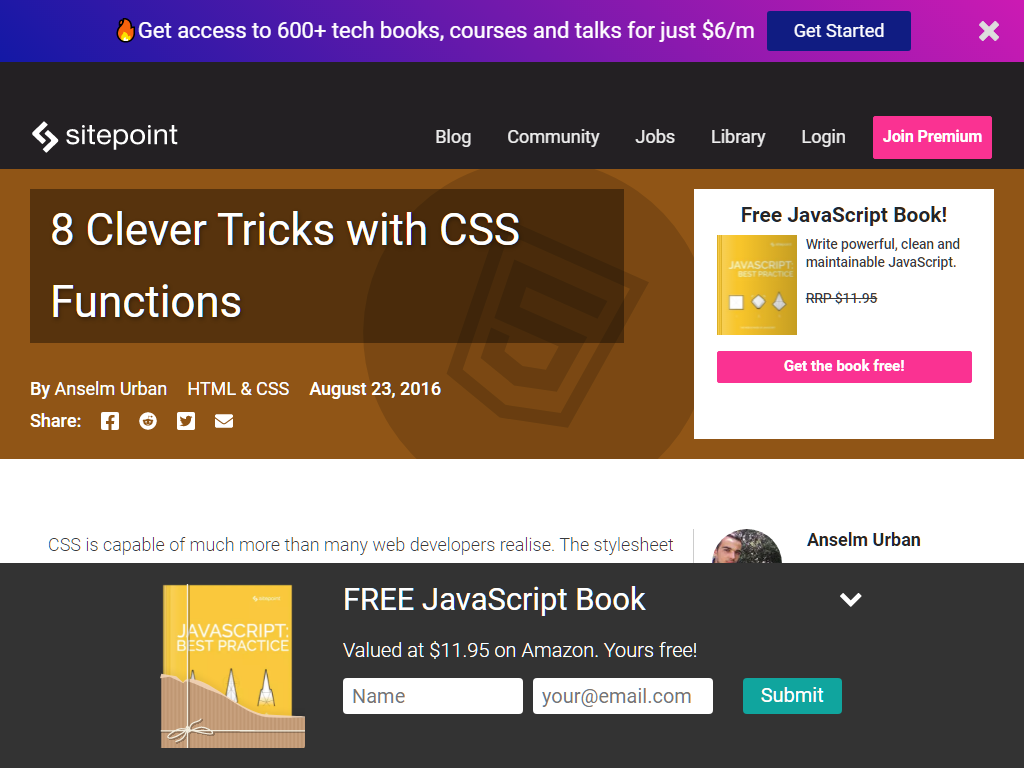 🔥Get access to 600+ tech books, courses and talks for just $6/m
Get Started
sitepoint
Blog
Community
Jobs
Library
Login
Join Premium
8 Clever Tricks with CSS
Functions
By Anselm Urban HTML & CSS August 23, 2016
Share:
Free JavaScript Book!
JAVASCRIPT:
BEST PRACTICE
Write powerful, clean and
maintainable JavaScript.
RRP $11.95
Get the book free!
CSS is capable of much more than many web developers realise. The stylesheet
Anselm Urban
sitepoint
JAVASCRIPT:
BEST PRACTICE
FREE JavaScript Book
Valued at $11.95 on Amazon. Yours free!
Name
your@email.com
Submit